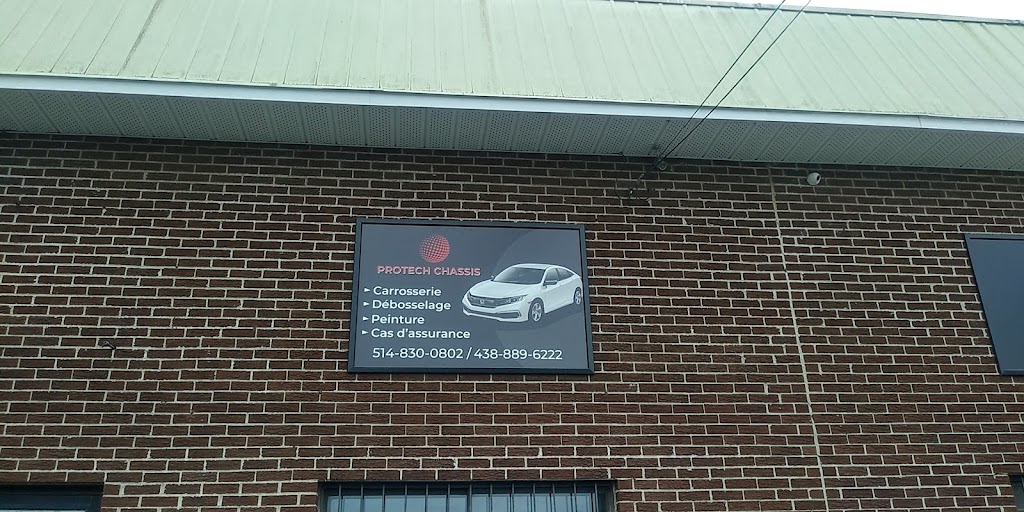 PROTECH CHASSIS
▸ Carrosserie
▸ Débosselage
▸ Peinture
▸ Cas d'assurance
514-830-0802 / 438-889-6222